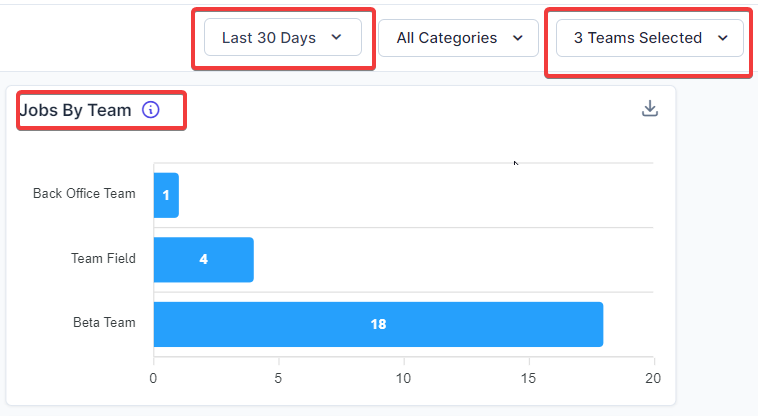 Last 30 Days
All Categories
3 Teams Selected
Jobs By Team
Back Office Team
1
Team Field
4
Beta Team
18
0
5
10
15
20